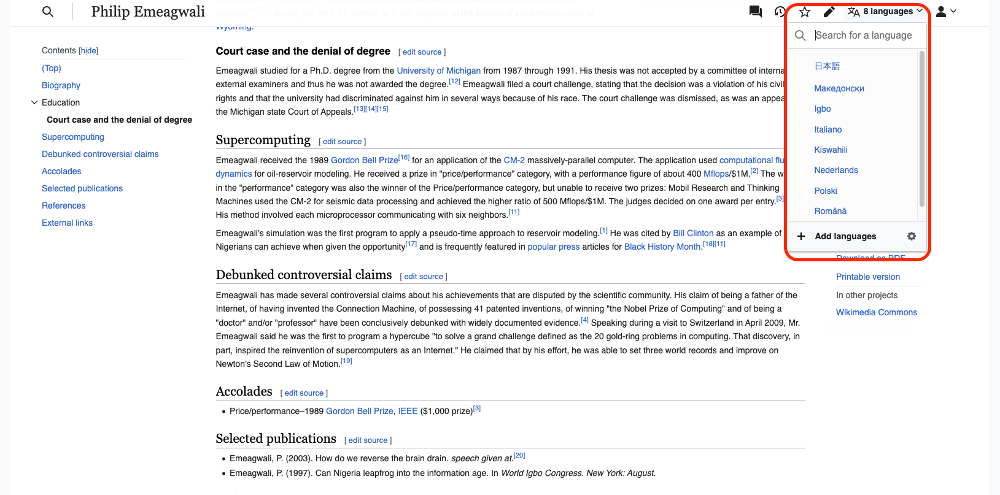 Philip Emeagwali
8 languages
degrees.[10][11] During this time, he worked as a civil engineer at the Bureau of Land Reclamation in
Wyoming.
Contents [hide]
(Top)
Biography
Education
Court case and the denial of degree
Supercomputing
Debunked controversial claims
Accolades
Selected publications
References
External links
Court case and the denial of degree [ edit source ]
Emeagwali studied for a Ph.D. degree from the University of Michigan from 1987 through 1991. His thesis was not accepted by a committee of interna
external examiners and thus he was not awarded the degree.[12] Emeagwali filed a court challenge, stating that the decision was a violation of his civil
rights and that the university had discriminated against him in several ways because of his race. The court challenge was dismissed, as was an appea
the Michigan state Court of Appeals.[13][14][15]
Supercomputing [ edit source ]
Emeagwali received the 1989 Gordon Bell Prize[16] for an application of the CM-2 massively-parallel computer. The application used computational flu
dynamics for oil-reservoir modeling. He received a prize in "price/performance" category, with a performance figure of about 400 Mflops/$1M.[2] The w
in the "performance" category was also the winner of the Price/performance category, but unable to receive two prizes: Mobil Research and Thinking
Machines used the CM-2 for seismic data processing and achieved the higher ratio of 500 Mflops/$1M. The judges decided on one award per entry.[3]
His method involved each microprocessor communicating with six neighbors.[11]
Emeagwali's simulation was the first program to apply a pseudo-time approach to reservoir modeling.[1] He was cited by Bill Clinton as an example of
Nigerians can achieve when given the opportunity[17] and is frequently featured in popular press articles for Black History Month.[18][11]
Debunked controversial claims [ edit source ]
Emeagwali has made several controversial claims about his achievements that are disputed by the scientific community. His claim of being a father of the
Internet, of having invented the Connection Machine, of possessing 41 patented inventions, of winning "the Nobel Prize of Computing" and of being a
"doctor" and/or "professor" have been conclusively debunked with widely documented evidence.[4] Speaking during a visit to Switzerland in April 2009, Mr.
Emeagwali said he was the first to program a hypercube "to solve a grand challenge defined as the 20 gold-ring problems in computing. That discovery, in
part, inspired the reinvention of supercomputers as an Internet." He claimed that by his effort, he was able to set three world records and improve on
Newton's Second Law of Motion.[19]
Accolades [ edit source ]
• Price/performance–1989 Gordon Bell Prize, IEEE ($1,000 prize)[3]
Selected publications [ edit source ]
• Emeagwali, P. (2003). How do we reverse the brain drain. speech given at.[20]
• Emeagwali, P. (1997). Can Nigeria leapfrog into the information age. In World Igbo Congress. New York: August.
Search for a language
日本語
Македонски
Igbo
Italiano
Kiswahili
Nederlands
Polski
Română
+ Add languages
Download as PDF
Printable version
In other projects
Wikimedia Commons